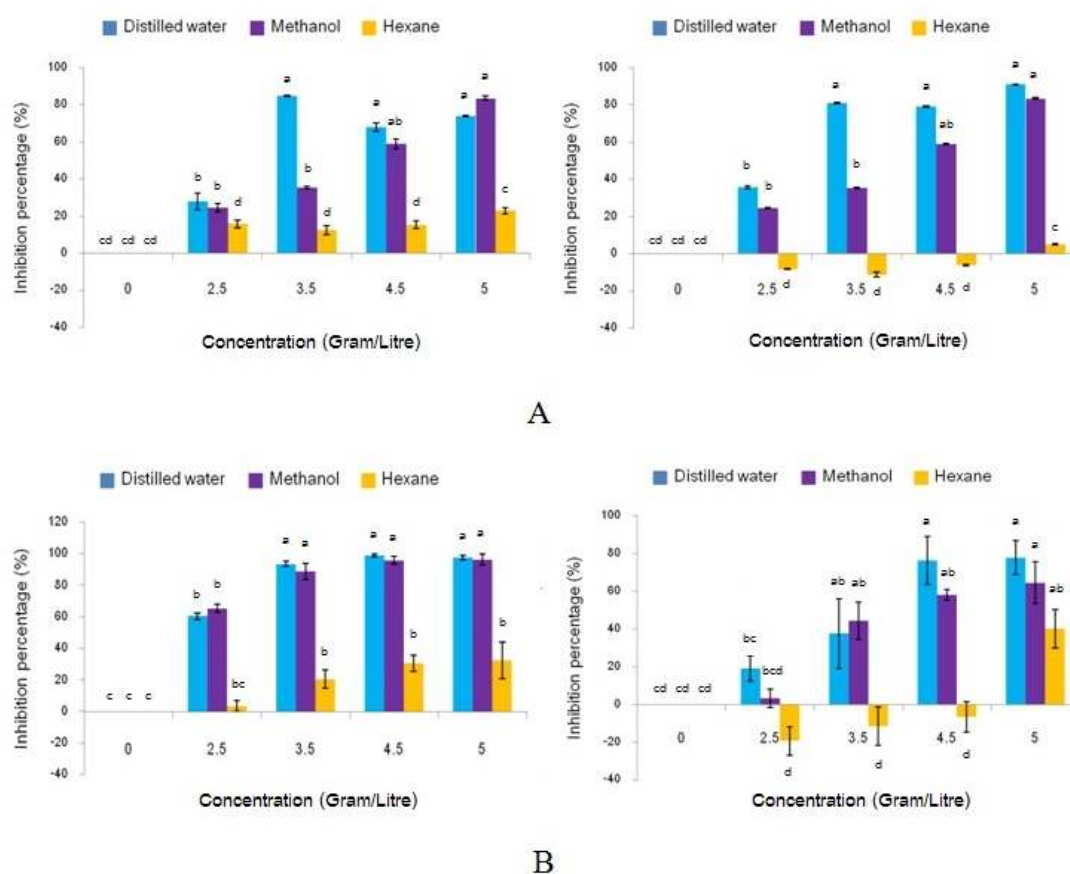 Distilled water Methanol Hexane
Inhibition percentage (%)
100
80
60
40
20
0
-20
-40
a
a
a
a
ab
b
b
b
d
d
d
c
cd cd cd
0 2.5 3.5 4.5 5
Concentration (Gram/Litre)
Distilled water Methanol Hexane
Inhibition percentage (%)
100
80
60
40
20
0
-20
-40
a
a
a
a
ab
b
b
b
c
cd cd cd
d
d
d
0 2.5 3.5 4.5 5
Concentration (Gram/Litre)
A
Distilled water Methanol Hexane
Inhibition percentage (%)
120
100
80
60
40
20
0
-20
-40
a a
a a
a a
b
b
b
b
b
bc
c c c
0 2.5 3.5 4.5 5
Concentration (Gram/Litre)
Distilled water Methanol Hexane
Inhibition percentage (%)
100
80
60
40
20
0
-20
-40
a
a
a
ab
ab ab
ab
bc
bcd
cd cd cd
d
d
d
0 2.5 3.5 4.5 5
Concentration (Gram/Litre)
B